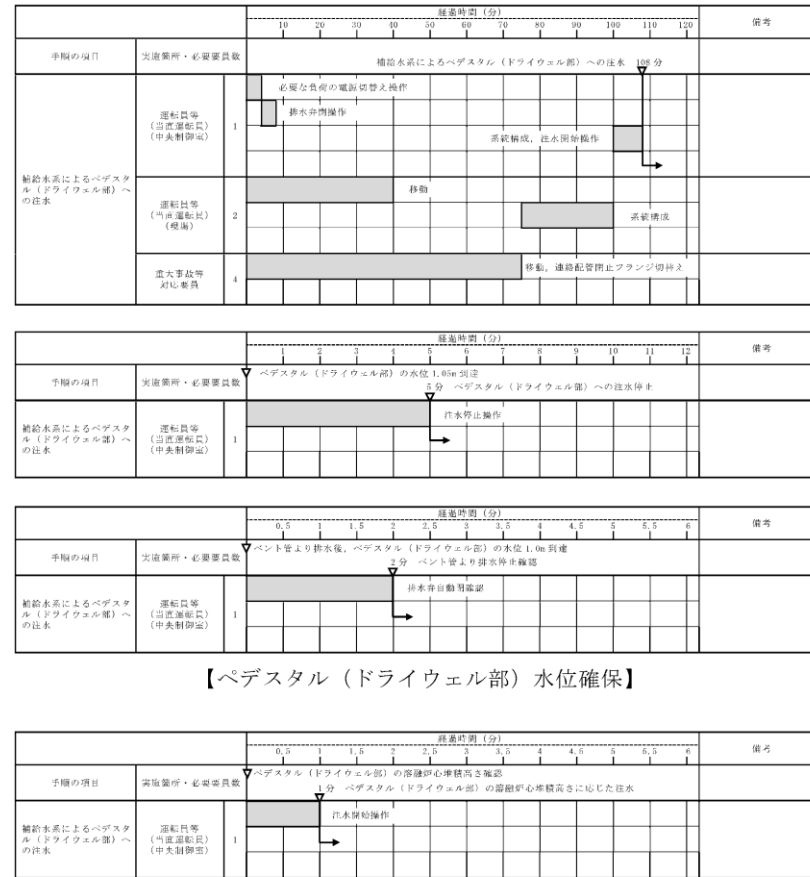 経過時間（分）
備考
10 20 30 40 50 60 70 80 90 100 110 120
手順の項目
実施箇所・必要要員数
補給水系によるペデスタル（ドライウェル部）への注水 108分
必要な負荷の電源切替え操作
運転員等
（当直運転員）
（中央制御室）
1
排水弁閉操作
系統構成，注水開始操作
補給水系によるペデスタ
ル（ドライウェル部）へ
の注水
運転員等
（当直運転員）
（現場）
2
移動
系統構成
重大事故等
対応要員
4
移動，連絡配管閉止フランジ切替え
経過時間（分）
備考
1 2 3 4 5 6 7 8 9 10 11 12
手順の項目
実施箇所・必要要員数
ペデスタル（ドライウェル部）の水位1.05m到達
5分 ペデスタル（ドライウェル部）への注水停止
補給水系によるペデスタ
ル（ドライウェル部）へ
の注水
運転員等
（当直運転員）
（中央制御室）
1
注水停止操作
経過時間（分）
備考
0.5 1 1.5 2 2.5 3 3.5 4 4.5 5 5.5 6
手順の項目
実施箇所・必要要員数
ベント管より排水後，ペデスタル（ドライウェル部）の水位1.0m到達
2分 ベント管より排水停止確認
補給水系によるペデスタ
ル（ドライウェル部）へ
の注水
運転員等
（当直運転員）
（中央制御室）
1
排水弁自動閉確認
【ペデスタル（ドライウェル部）水位確保】
経過時間（分）
備考
0.5 1 1.5 2 2.5 3 3.5 4 4.5 5 5.5 6
手順の項目
実施箇所・必要要員数
ペデスタル（ドライウェル部）の溶融炉心堆積高さ確認
1分 ペデスタル（ドライウェル部）の溶融炉心堆積高さに応じた注水
補給水系によるペデスタ
ル（ドライウェル部）へ
の注水
運転員等
（当直運転員）
（中央制御室）
1
注水開始操作